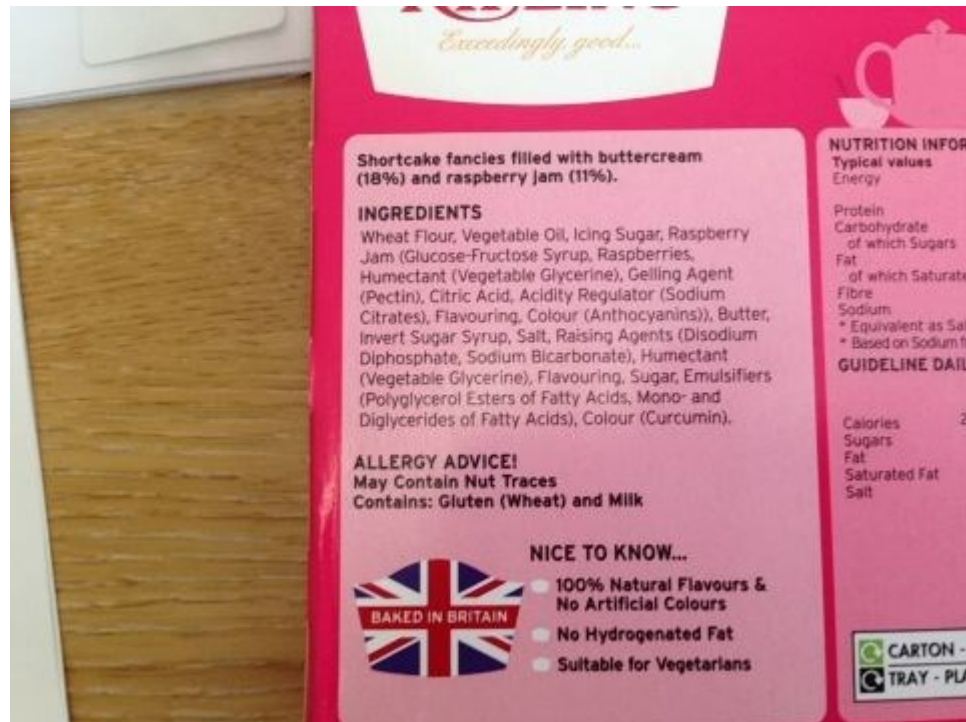 Exceedingly good...
Shortcake fancies filled with buttercream
(18%) and raspberry jam (11%).
INGREDIENTS
Wheat Flour, Vegetable Oil, Icing Sugar, Raspberry
Jam (Glucose-Fructose Syrup, Raspberries,
Humectant (Vegetable Glycerine), Gelling Agent
(Pectin), Citric Acid, Acidity Regulator (Sodium
Citrates), Flavouring, Colour (Anthocyanins)), Butter,
Invert Sugar Syrup, Salt, Raising Agents (Disodium
Diphosphate, Sodium Bicarbonate), Humectant
(Vegetable Glycerine), Flavouring, Sugar, Emulsifiers
(Polyglycerol Esters of Fatty Acids, Mono- and
Diglycerides of Fatty Acids), Colour (Curcumin).
ALLERGY ADVICE!
May Contain Nut Traces
Contains: Gluten (Wheat) and Milk
NICE TO KNOW...
100% Natural Flavours &
No Artificial Colours
No Hydrogenated Fat
Suitable for Vegetarians
BAKED IN BRITAIN
NUTRITION INFOR
Typical values
Energy
Protein
Carbohydrate
of which Sugars
Fat
of which Saturate
Fibre
Sodium
* Equivalent as Sal
* Based on Sodium f
GUIDELINE DAIL
Calories 2
Sugars
Fat
Saturated Fat
Salt
CARTON -
TRAY - PLA